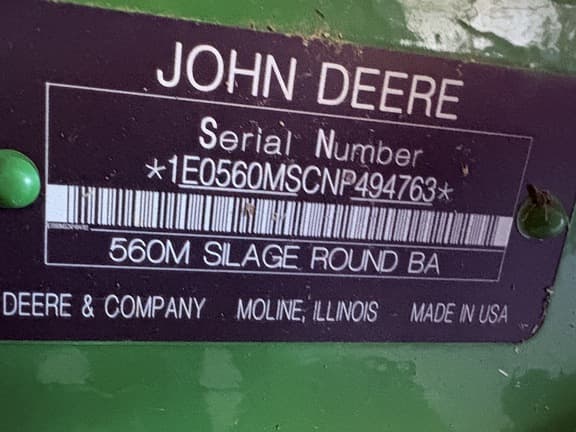 JOHN DEERE
Serial Number
*1E0560MSCNP494763*
560M SILAGE ROUND BA
DEERE & COMPANY MOLINE, ILLINOIS MADE IN USA